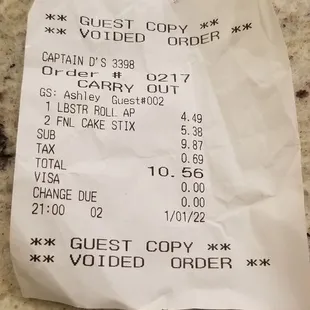 ** GUEST COPY **
** VOIDED ORDER **
CAPTAIN D'S 3398
Order # 0217
CARRY OUT
GS: Ashley Guest#002
1 LBSTR ROLL AP 4.49
2 FNL CAKE STIX 5.38
SUB 9.87
TAX 0.69
TOTAL 10.56
VISA 0.00
CHANGE DUE 0.00
21:00 02 1/01/22
** GUEST COPY **
** VOIDED ORDER **